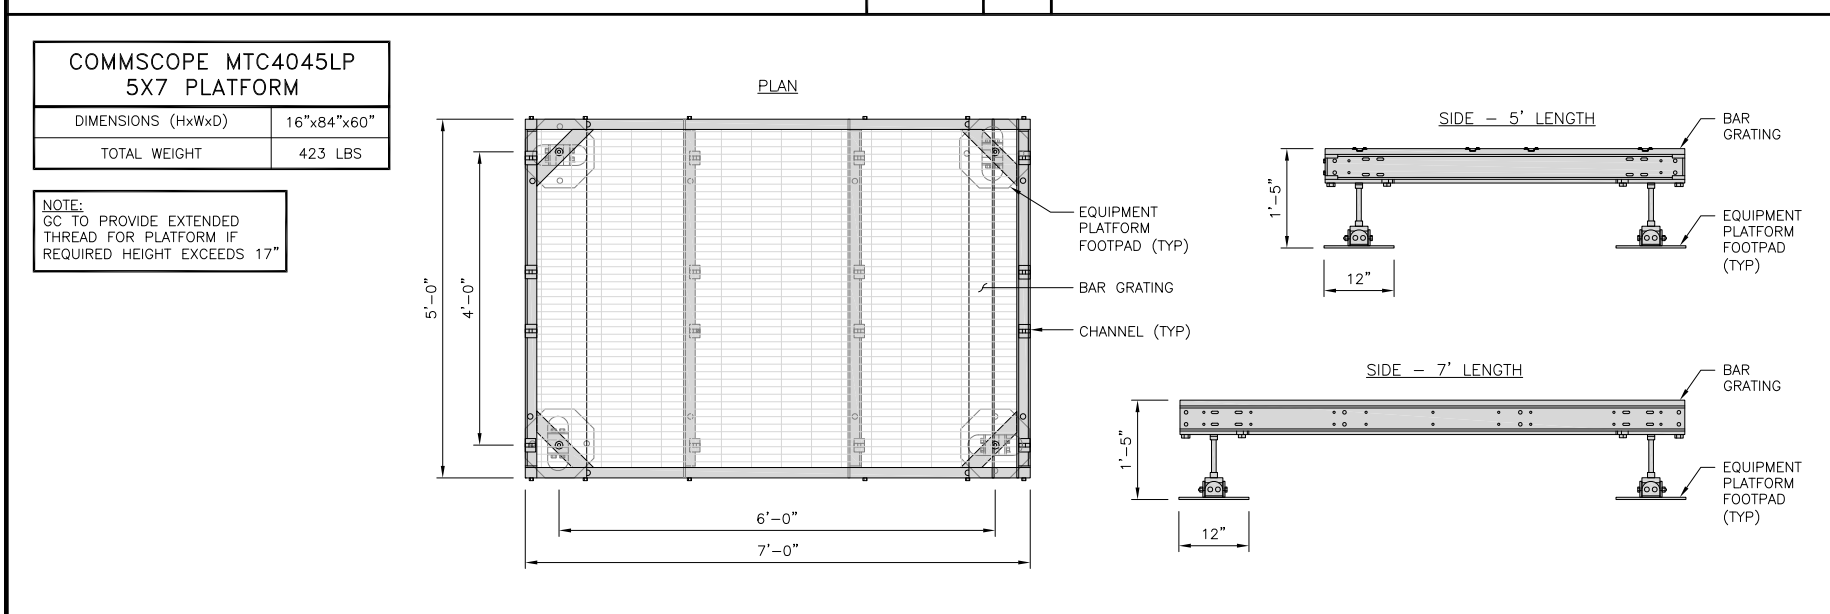 COMMSCOPE MTC4045LP
5X7 PLATFORM
DIMENSIONS (HxWxD) 16"x84"x60"
TOTAL WEIGHT 423 LBS
NOTE:
GC TO PROVIDE EXTENDED
THREAD FOR PLATFORM IF
REQUIRED HEIGHT EXCEEDS 17"
PLAN
5'-0"
4'-0"
6'-0"
7'-0"
EQUIPMENT
PLATFORM
FOOTPAD (TYP)
BAR GRATING
CHANNEL (TYP)
SIDE - 5' LENGTH
BAR
GRATING
1'-5"
EQUIPMENT
PLATFORM
FOOTPAD
(TYP)
12"
SIDE - 7' LENGTH
BAR
GRATING
1'-5"
EQUIPMENT
PLATFORM
FOOTPAD
(TYP)
12"